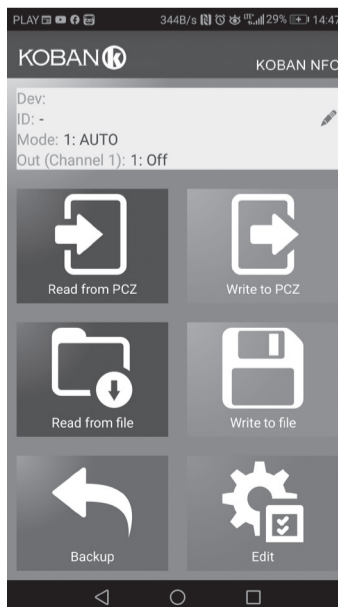 PLAY 344B/s 29% 14:47
KOBAN k
KOBAN NFC
Dev:
ID: -
Mode: 1: AUTO
Out (Channel 1): 1: Off
Read from PCZ Write to PCZ
Read from file Write to file
Backup Edit